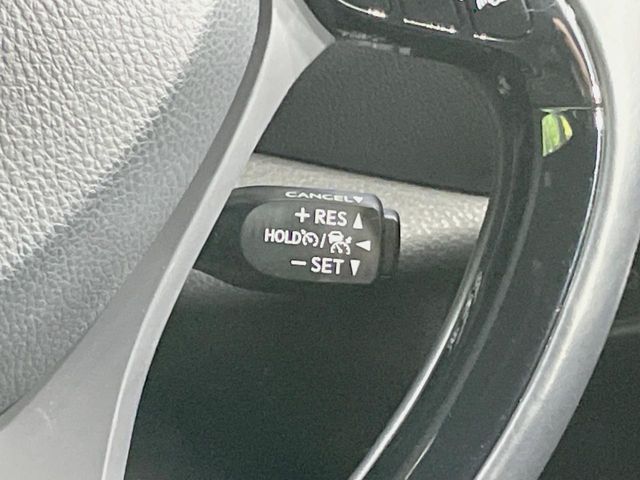 CANCEL▼
+ RES ▲
HOLD / ◀
− SET ▼